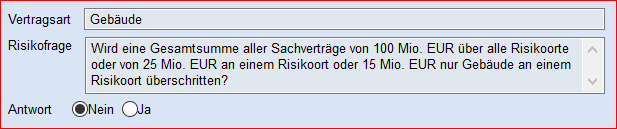 Vertragsart Gebäude
Risikofrage Wird eine Gesamtsumme aller Sachverträge von 100 Mio. EUR über alle Risikoorte
oder von 25 Mio. EUR an einem Risikoort oder 15 Mio. EUR nur Gebäude an einem
Risikoort überschritten?
Antwort Nein Ja